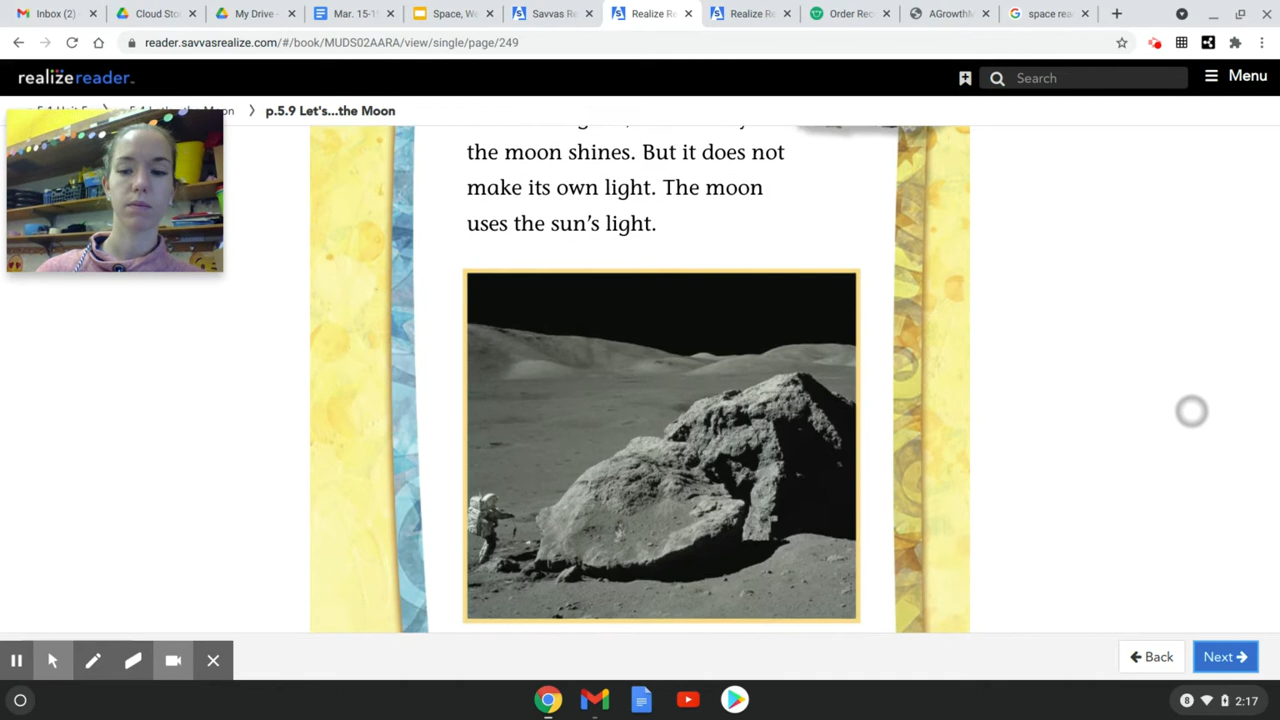 Inbox (2)
Cloud Sto
My Drive -
Mar. 15-1
Space, We
Savvas Re
Realize Re
Realize Re
Order Rec
AGrowthM
space rea
reader.savvasrealize.com/#/book/MUDS02AARA/view/single/page/249
realizereader
Search
Menu
p.5.9 Let's...the Moon
the moon shines. But it does not
make its own light. The moon
uses the sun's light.
Back
Next
8
2:17